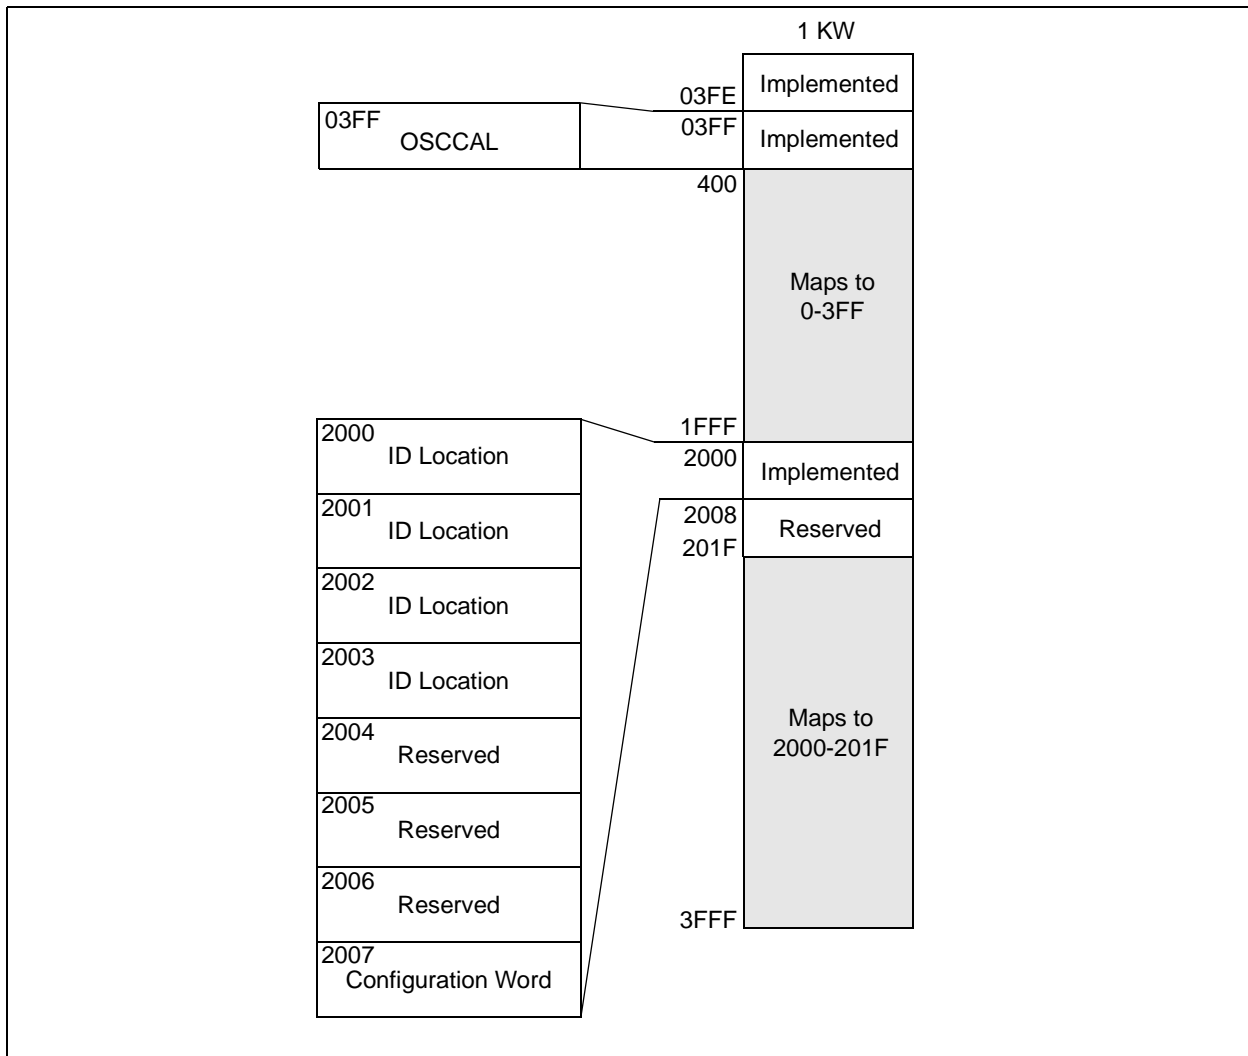 1 KW
Implemented
03FE
03FF
OSCCAL
03FF
Implemented
400
Maps to
0-3FF
1FFF
2000
ID Location
2000
Implemented
2001
ID Location
2008
Reserved
201F
2002
ID Location
2003
ID Location
2004
Reserved
Maps to
2000-201F
2005
Reserved
2006
Reserved
3FFF
2007
Configuration Word